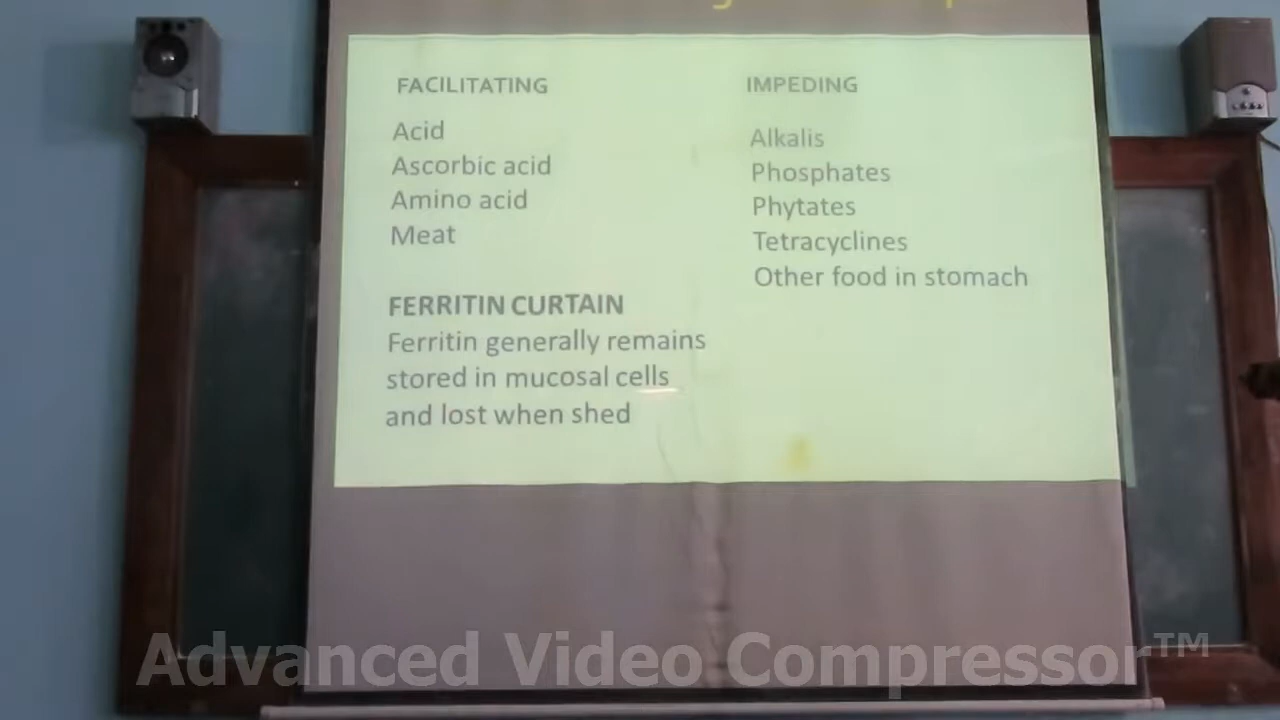 FACILITATING
Acid
Ascorbic acid
Amino acid
Meat
FERRITIN CURTAIN
Ferritin generally remains
stored in mucosal cells
and lost when shed
IMPEDING
Alkalis
Phosphates
Phytates
Tetracyclines
Other food in stomach
Advanced Video Compressor™